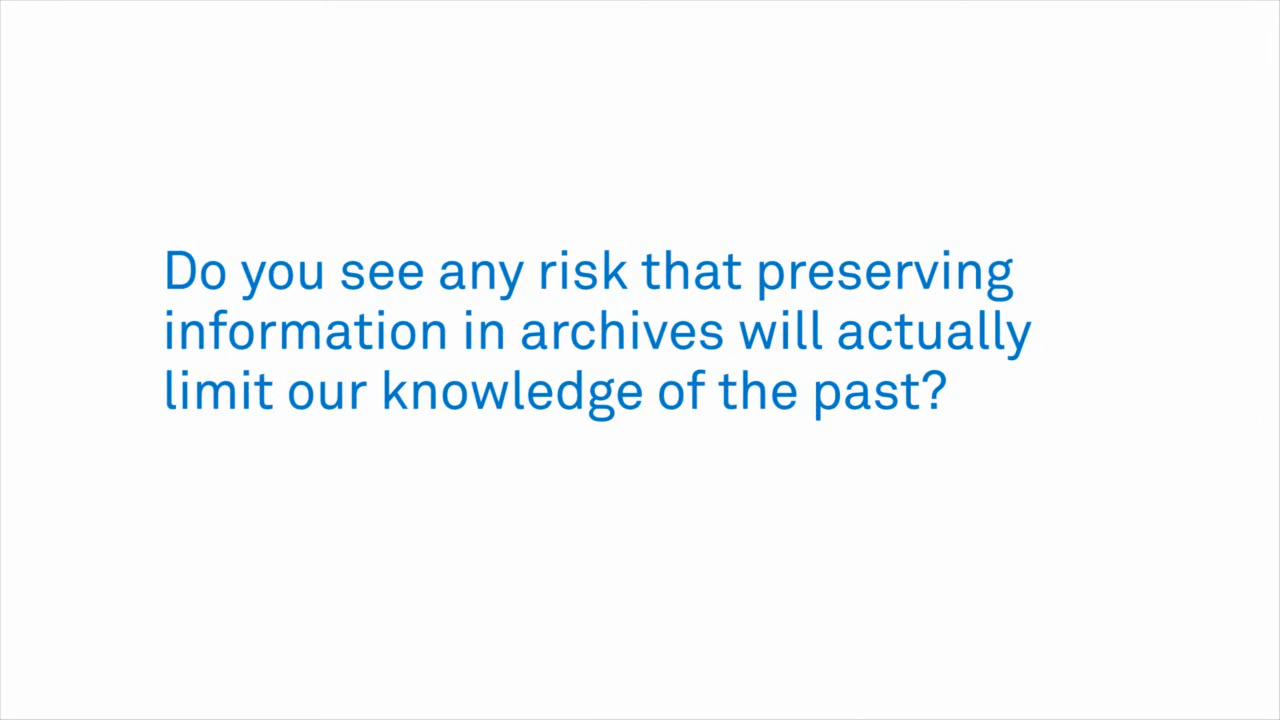 Do you see any risk that preserving
information in archives will actually
limit our knowledge of the past?